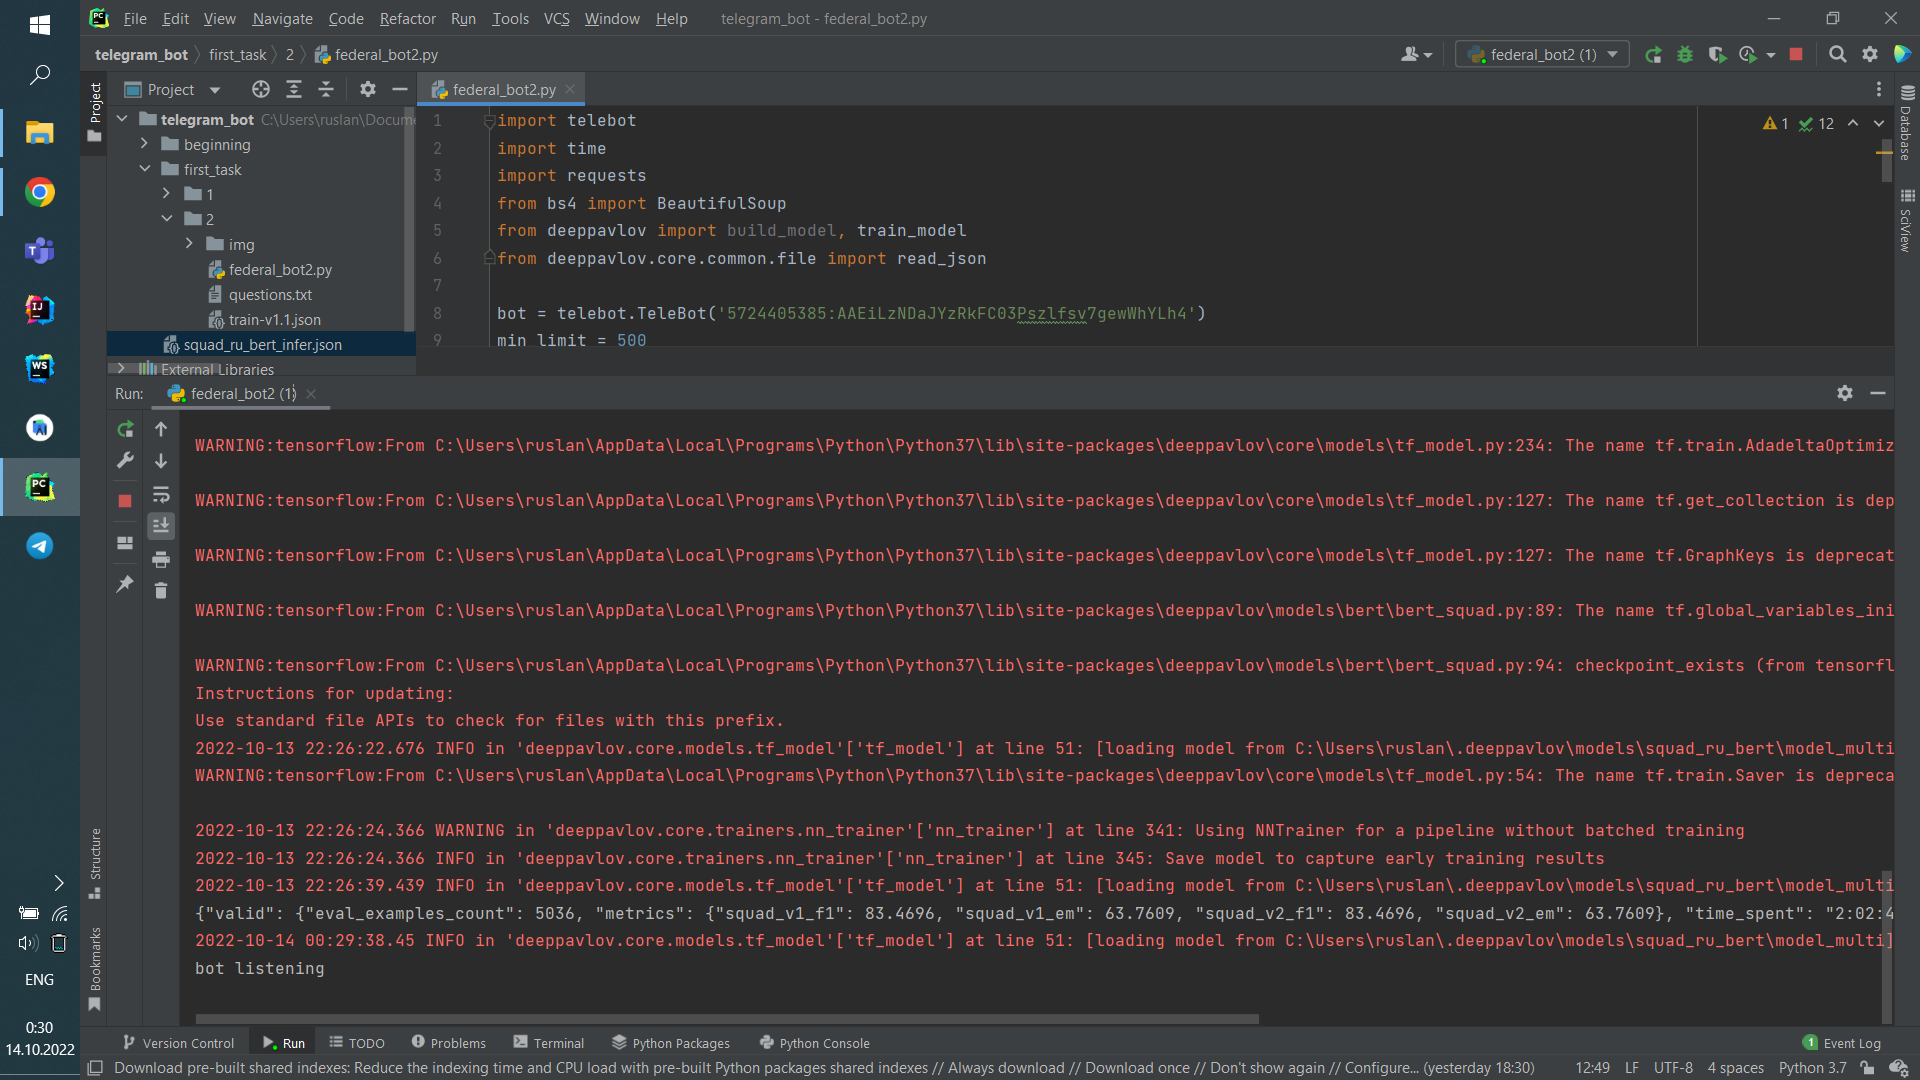 File Edit View Navigate Code Refactor Run Tools VCS Window Help telegram_bot - federal_bot2.py
telegram_bot first_task 2 federal_bot2.py
federal_bot2 (1)
Project
federal_bot2.py
Project
telegram_bot C:\Users\ruslan\Docume
beginning
first_task
1
2
img
federal_bot2.py
questions.txt
train-v1.1.json
squad_ru_bert_infer.json
External Libraries
1 import telebot
2 import time
3 import requests
4 from bs4 import BeautifulSoup
5 from deeppavlov import build_model, train_model
6 from deeppavlov.core.common.file import read_json
7
8 bot = telebot.TeleBot('5724405385:AAEiLzNDaJYzRkFC03Pszlfsv7gewWhYLh4')
9 min limit = 500
1 12
Database
SciView
Run: federal_bot2 (1)
WARNING:tensorflow:From C:\Users\ruslan\AppData\Local\Programs\Python\Python37\lib\site-packages\deeppavlov\core\models\tf_model.py:234: The name tf.train.AdadeltaOptimiz
WARNING:tensorflow:From C:\Users\ruslan\AppData\Local\Programs\Python\Python37\lib\site-packages\deeppavlov\core\models\tf_model.py:127: The name tf.get_collection is dep
WARNING:tensorflow:From C:\Users\ruslan\AppData\Local\Programs\Python\Python37\lib\site-packages\deeppavlov\core\models\tf_model.py:127: The name tf.GraphKeys is deprecat
WARNING:tensorflow:From C:\Users\ruslan\AppData\Local\Programs\Python\Python37\lib\site-packages\deeppavlov\models\bert\bert_squad.py:89: The name tf.global_variables_ini
WARNING:tensorflow:From C:\Users\ruslan\AppData\Local\Programs\Python\Python37\lib\site-packages\deeppavlov\models\bert\bert_squad.py:94: checkpoint_exists (from tensorfl
Instructions for updating:
Use standard file APIs to check for files with this prefix.
2022-10-13 22:26:22.676 INFO in 'deeppavlov.core.models.tf_model'['tf_model'] at line 51: [loading model from C:\Users\ruslan\.deeppavlov\models\squad_ru_bert\model_multi
WARNING:tensorflow:From C:\Users\ruslan\AppData\Local\Programs\Python\Python37\lib\site-packages\deeppavlov\core\models\tf_model.py:54: The name tf.train.Saver is depreca
2022-10-13 22:26:24.366 WARNING in 'deeppavlov.core.trainers.nn_trainer'['nn_trainer'] at line 341: Using NNTrainer for a pipeline without batched training
2022-10-13 22:26:24.366 INFO in 'deeppavlov.core.trainers.nn_trainer'['nn_trainer'] at line 345: Save model to capture early training results
2022-10-13 22:26:39.439 INFO in 'deeppavlov.core.models.tf_model'['tf_model'] at line 51: [loading model from C:\Users\ruslan\.deeppavlov\models\squad_ru_bert\model_multi
{"valid": {"eval_examples_count": 5036, "metrics": {"squad_v1_f1": 83.4696, "squad_v1_em": 63.7609, "squad_v2_f1": 83.4696, "squad_v2_em": 63.7609}, "time_spent": "2:02:4
2022-10-14 00:29:38.45 INFO in 'deeppavlov.core.models.tf_model'['tf_model'] at line 51: [loading model from C:\Users\ruslan\.deeppavlov\models\squad_ru_bert\model_multi]
bot listening
Structure
Bookmarks
ENG
0:30
14.10.2022
Version Control Run TODO Problems Terminal Python Packages Python Console 1 Event Log
Download pre-built shared indexes: Reduce the indexing time and CPU load with pre-built Python packages shared indexes // Always download // Download once // Don't show again // Configure... (yesterday 18:30) 12:49 LF UTF-8 4 spaces Python 3.7